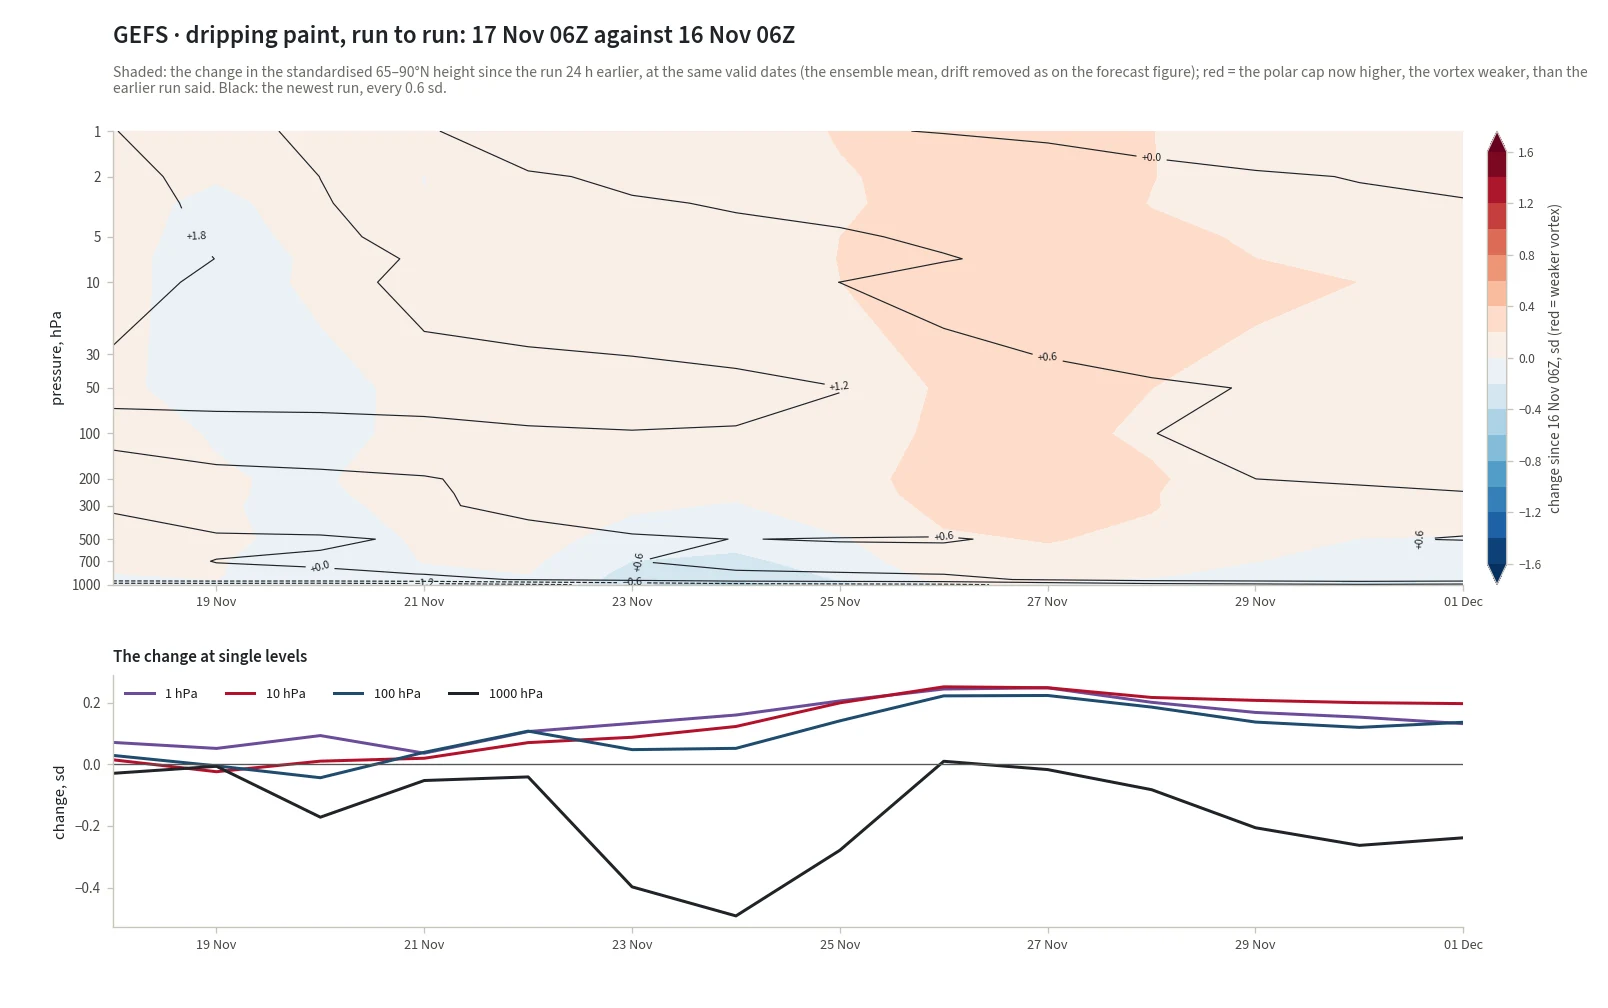 GEFS · dripping paint, run to run: 17 Nov 06Z against 16 Nov 06Z
Shaded: the change in the standardised 65–90°N height since the run 24 h earlier, at the same valid dates (the ensemble mean, drift removed as on the forecast figure); red = the polar cap now higher, the vortex weaker, than the
earlier run said. Black: the newest run, every 0.6 sd.
pressure, hPa
1
2
5
10
30
50
100
200
300
500
700
1000
+0.0
+1.8
+0.6
+1.2
+0.6
+0.6
+0.6
+0.0
19 Nov
21 Nov
23 Nov
25 Nov
27 Nov
29 Nov
01 Dec
1.6
1.2
0.8
0.4
0.0
−0.4
−0.8
−1.2
−1.6
change since 16 Nov 06Z, sd (red = weaker vortex)
The change at single levels
1 hPa
10 hPa
100 hPa
1000 hPa
change, sd
0.2
0.0
−0.2
−0.4
19 Nov
21 Nov
23 Nov
25 Nov
27 Nov
29 Nov
01 Dec